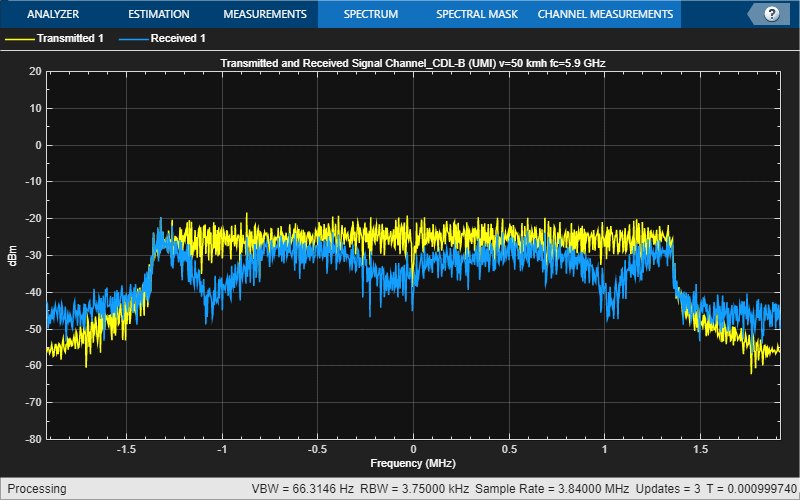 ANALYZER ESTIMATION MEASUREMENTS SPECTRUM SPECTRAL MASK CHANNEL MEASUREMENTS ?
Transmitted 1 Received 1
Transmitted and Received Signal Channel_CDL-B (UMI) v=50 kmh fc=5.9 GHz
20
10
0
-10
-20
-30
-40
-50
-60
-70
-80
dBm
-1.5 -1 -0.5 0 0.5 1 1.5
Frequency (MHz)
Processing VBW = 66.3146 Hz RBW = 3.75000 kHz Sample Rate = 3.84000 MHz Updates = 3 T = 0.000999740